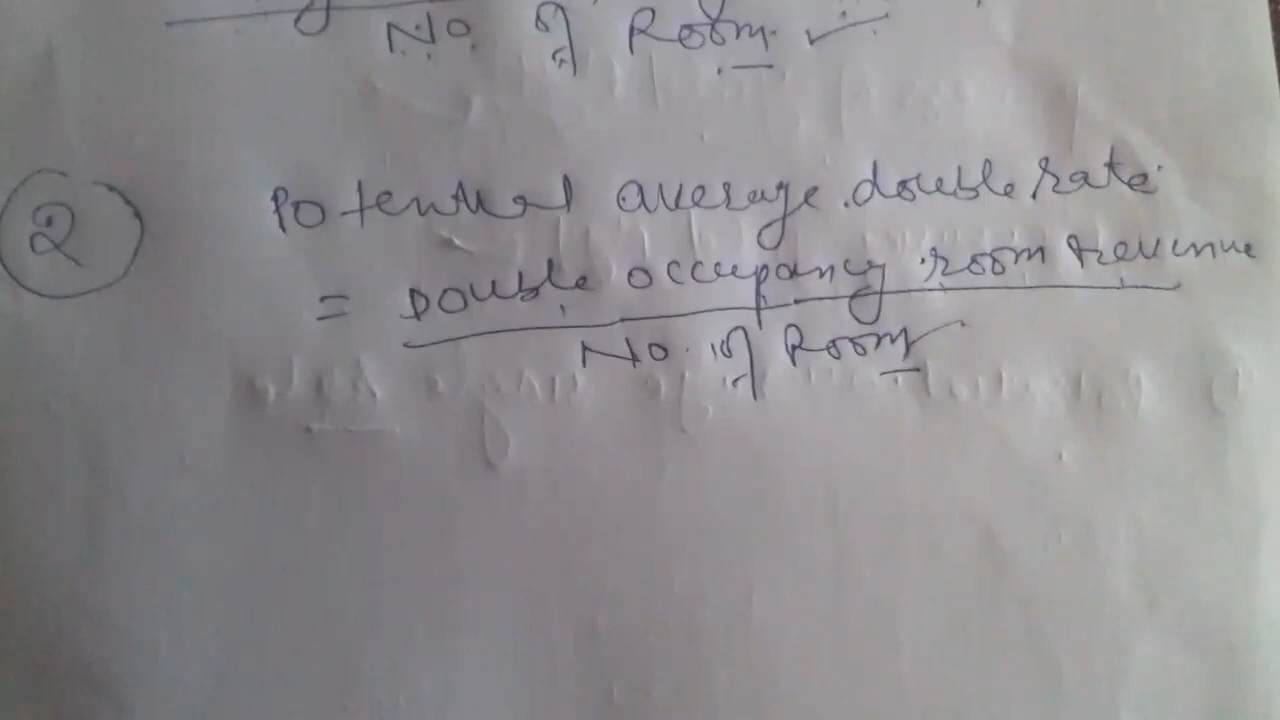 No of Room
2
Potential average double rate
= Double occupancy room revenue
No. of Room